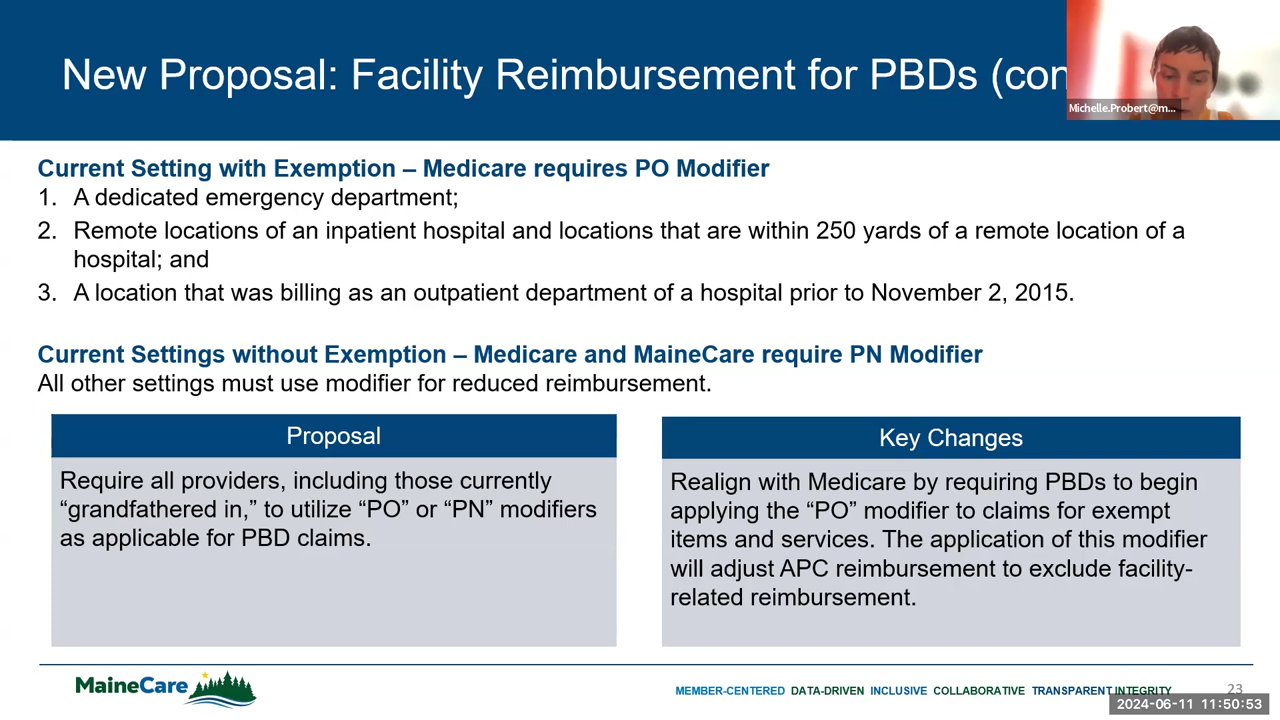 New Proposal: Facility Reimbursement for PBDs (con
Michelle.Probert@m...
Current Setting with Exemption – Medicare requires PO Modifier
1. A dedicated emergency department;
2. Remote locations of an inpatient hospital and locations that are within 250 yards of a remote location of a
hospital; and
3. A location that was billing as an outpatient department of a hospital prior to November 2, 2015.
Current Settings without Exemption – Medicare and MaineCare require PN Modifier
All other settings must use modifier for reduced reimbursement.
Proposal
Require all providers, including those currently
“grandfathered in,” to utilize “PO” or “PN” modifiers
as applicable for PBD claims.
Key Changes
Realign with Medicare by requiring PBDs to begin
applying the “PO” modifier to claims for exempt
items and services. The application of this modifier
will adjust APC reimbursement to exclude facility-
related reimbursement.
MaineCare
MEMBER-CENTERED DATA-DRIVEN INCLUSIVE COLLABORATIVE TRANSPARENT INTEGRITY
23
2024-06-11 11:50:53